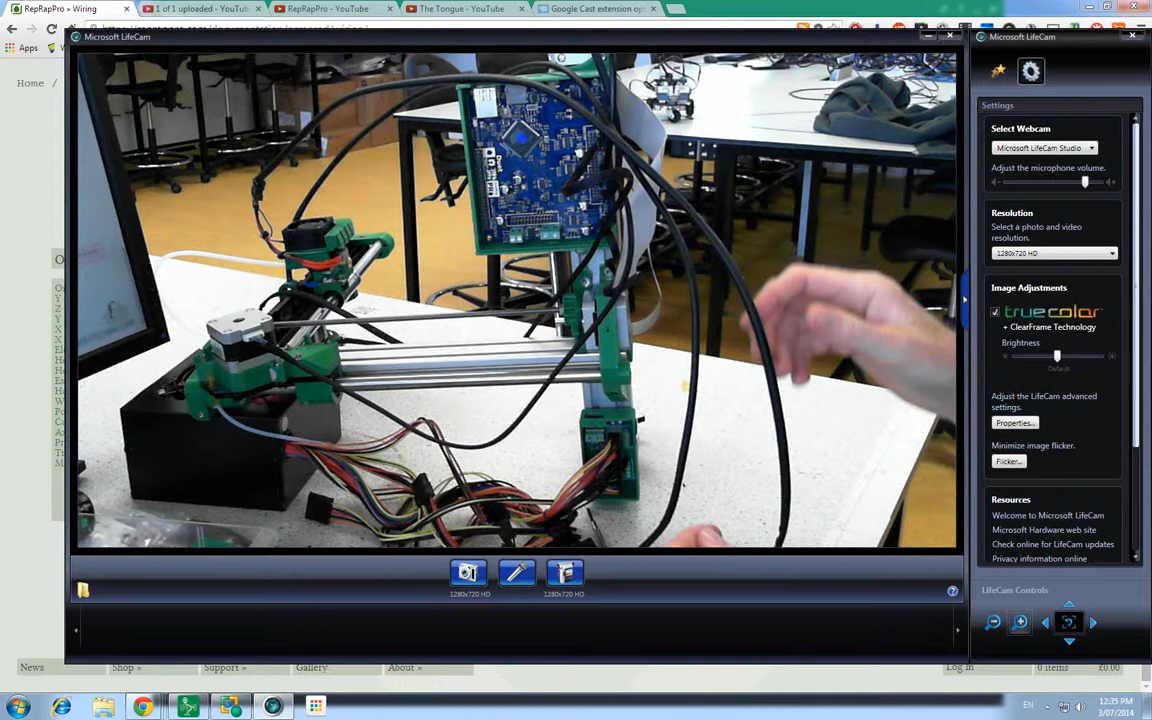 RepRapPro » Wiring
1 of 1 uploaded - YouTube
RepRapPro - YouTube
The Tongue - YouTube
Google Cast extension opt
Apps
Microsoft LifeCam
Microsoft LifeCam
Home /
Settings
Select Webcam
Microsoft LifeCam Studio
Adjust the microphone volume.
Resolution
Select a photo and video
resolution.
1280x720 HD
Image Adjustments
truecolor
+ ClearFrame Technology
Brightness
Default
Adjust the LifeCam advanced
settings.
Properties...
Minimize image flicker.
Flicker...
Resources
Welcome to Microsoft LifeCam
Microsoft Hardware web site
Check online for LifeCam updates
Privacy information online
LifeCam Controls
1280x720 HD
1280x720 HD
News
Shop »
Support »
Gallery
About »
Log in
0 items
£0.00
EN
12:35 PM
3/07/2014